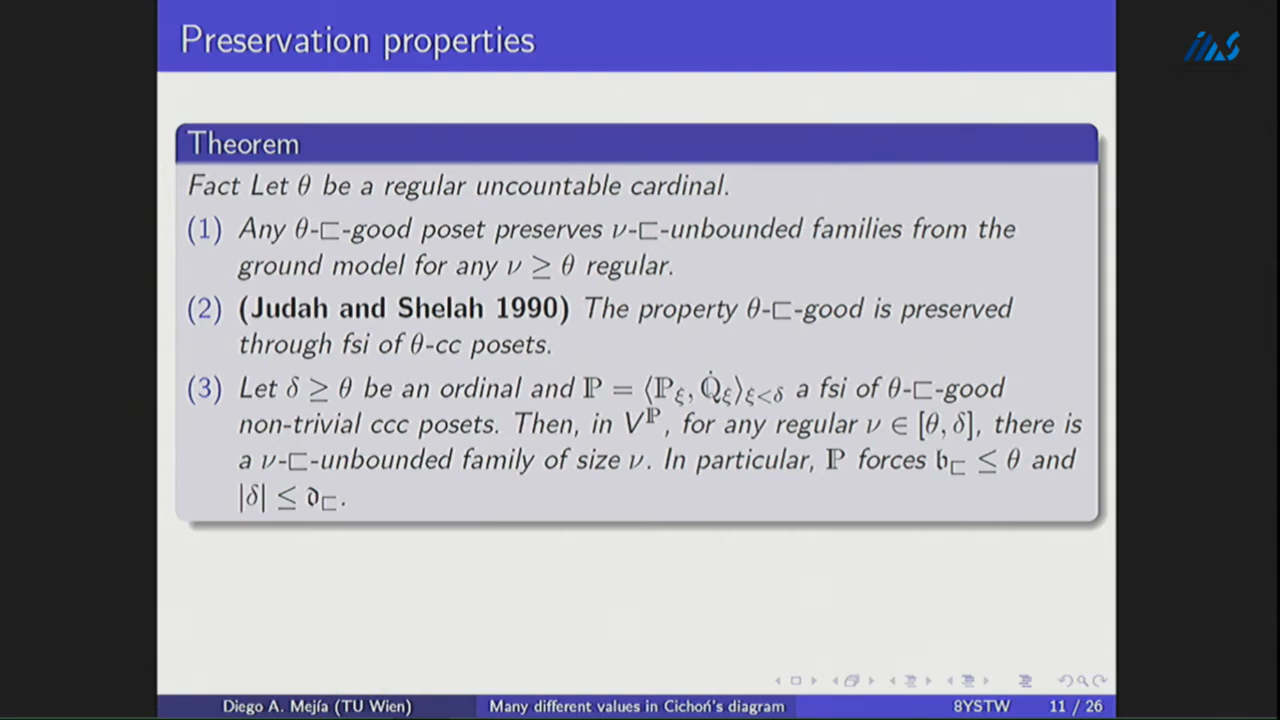 Preservation properties
IMS
Theorem
Fact Let θ be a regular uncountable cardinal.
(1) Any θ-⊏-good poset preserves ν-⊏-unbounded families from the
ground model for any ν ≥ θ regular.
(2) (Judah and Shelah 1990) The property θ-⊏-good is preserved
through fsi of θ-cc posets.
(3) Let δ ≥ θ be an ordinal and ℙ = ⟨ℙ_ξ, ℚ̇_ξ⟩_{ξ<δ} a fsi of θ-⊏-good
non-trivial ccc posets. Then, in V^ℙ, for any regular ν ∈ [θ, δ], there is
a ν-⊏-unbounded family of size ν. In particular, ℙ forces 𝔟_⊏ ≤ θ and
|δ| ≤ 𝔡_⊏.
Diego A. Mejía (TU Wien) Many different values in Cichoń's diagram 8YSTW 11 / 26